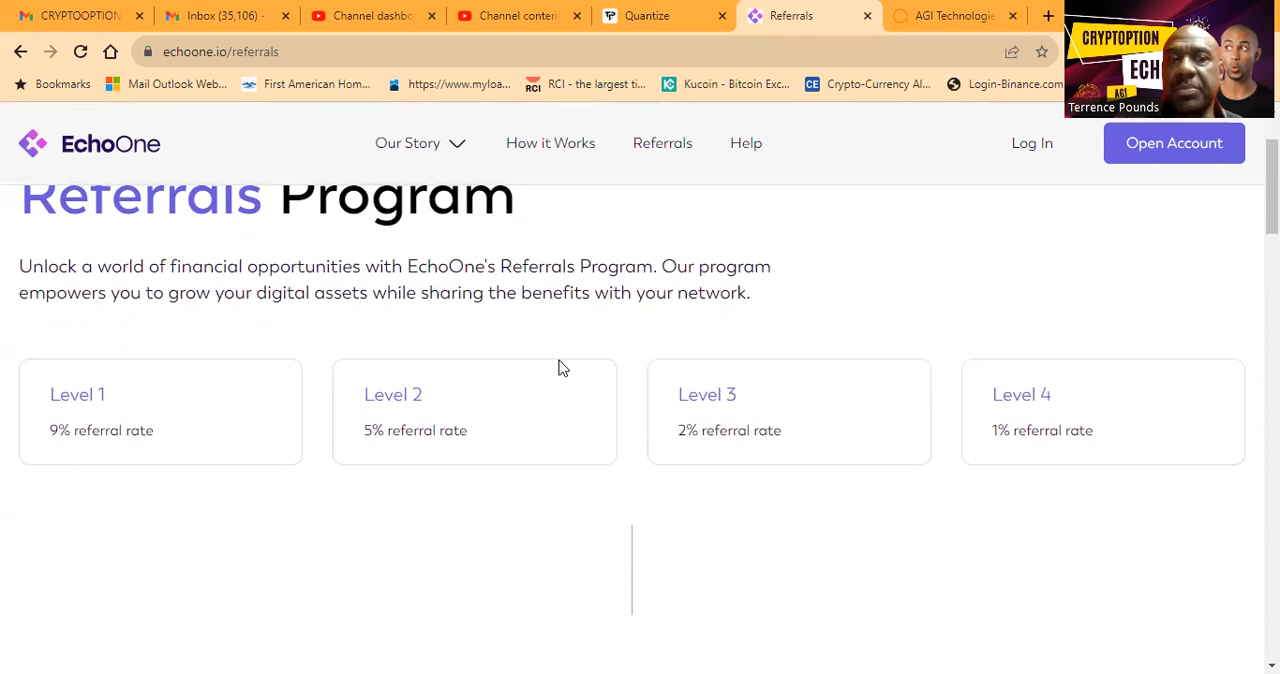 CRYPTOOPTION
Inbox (35,106) -
Channel dashbo
Channel conten
Quantize
Referrals
AGI Technologie
echoone.io/referrals
Bookmarks
Mail Outlook Web...
First American Hom...
https://www.myloa...
RCI
RCI - the largest ti...
Kucoin - Bitcoin Exc...
CE
Crypto-Currency Al...
Login-Binance.com
CRYPTOPTION
ECH
AGI
Terrence Pounds
EchoOne
Our Story
How it Works
Referrals
Help
Log In
Open Account
Referrals Program
Unlock a world of financial opportunities with EchoOne's Referrals Program. Our program
empowers you to grow your digital assets while sharing the benefits with your network.
Level 1
9% referral rate
Level 2
5% referral rate
Level 3
2% referral rate
Level 4
1% referral rate